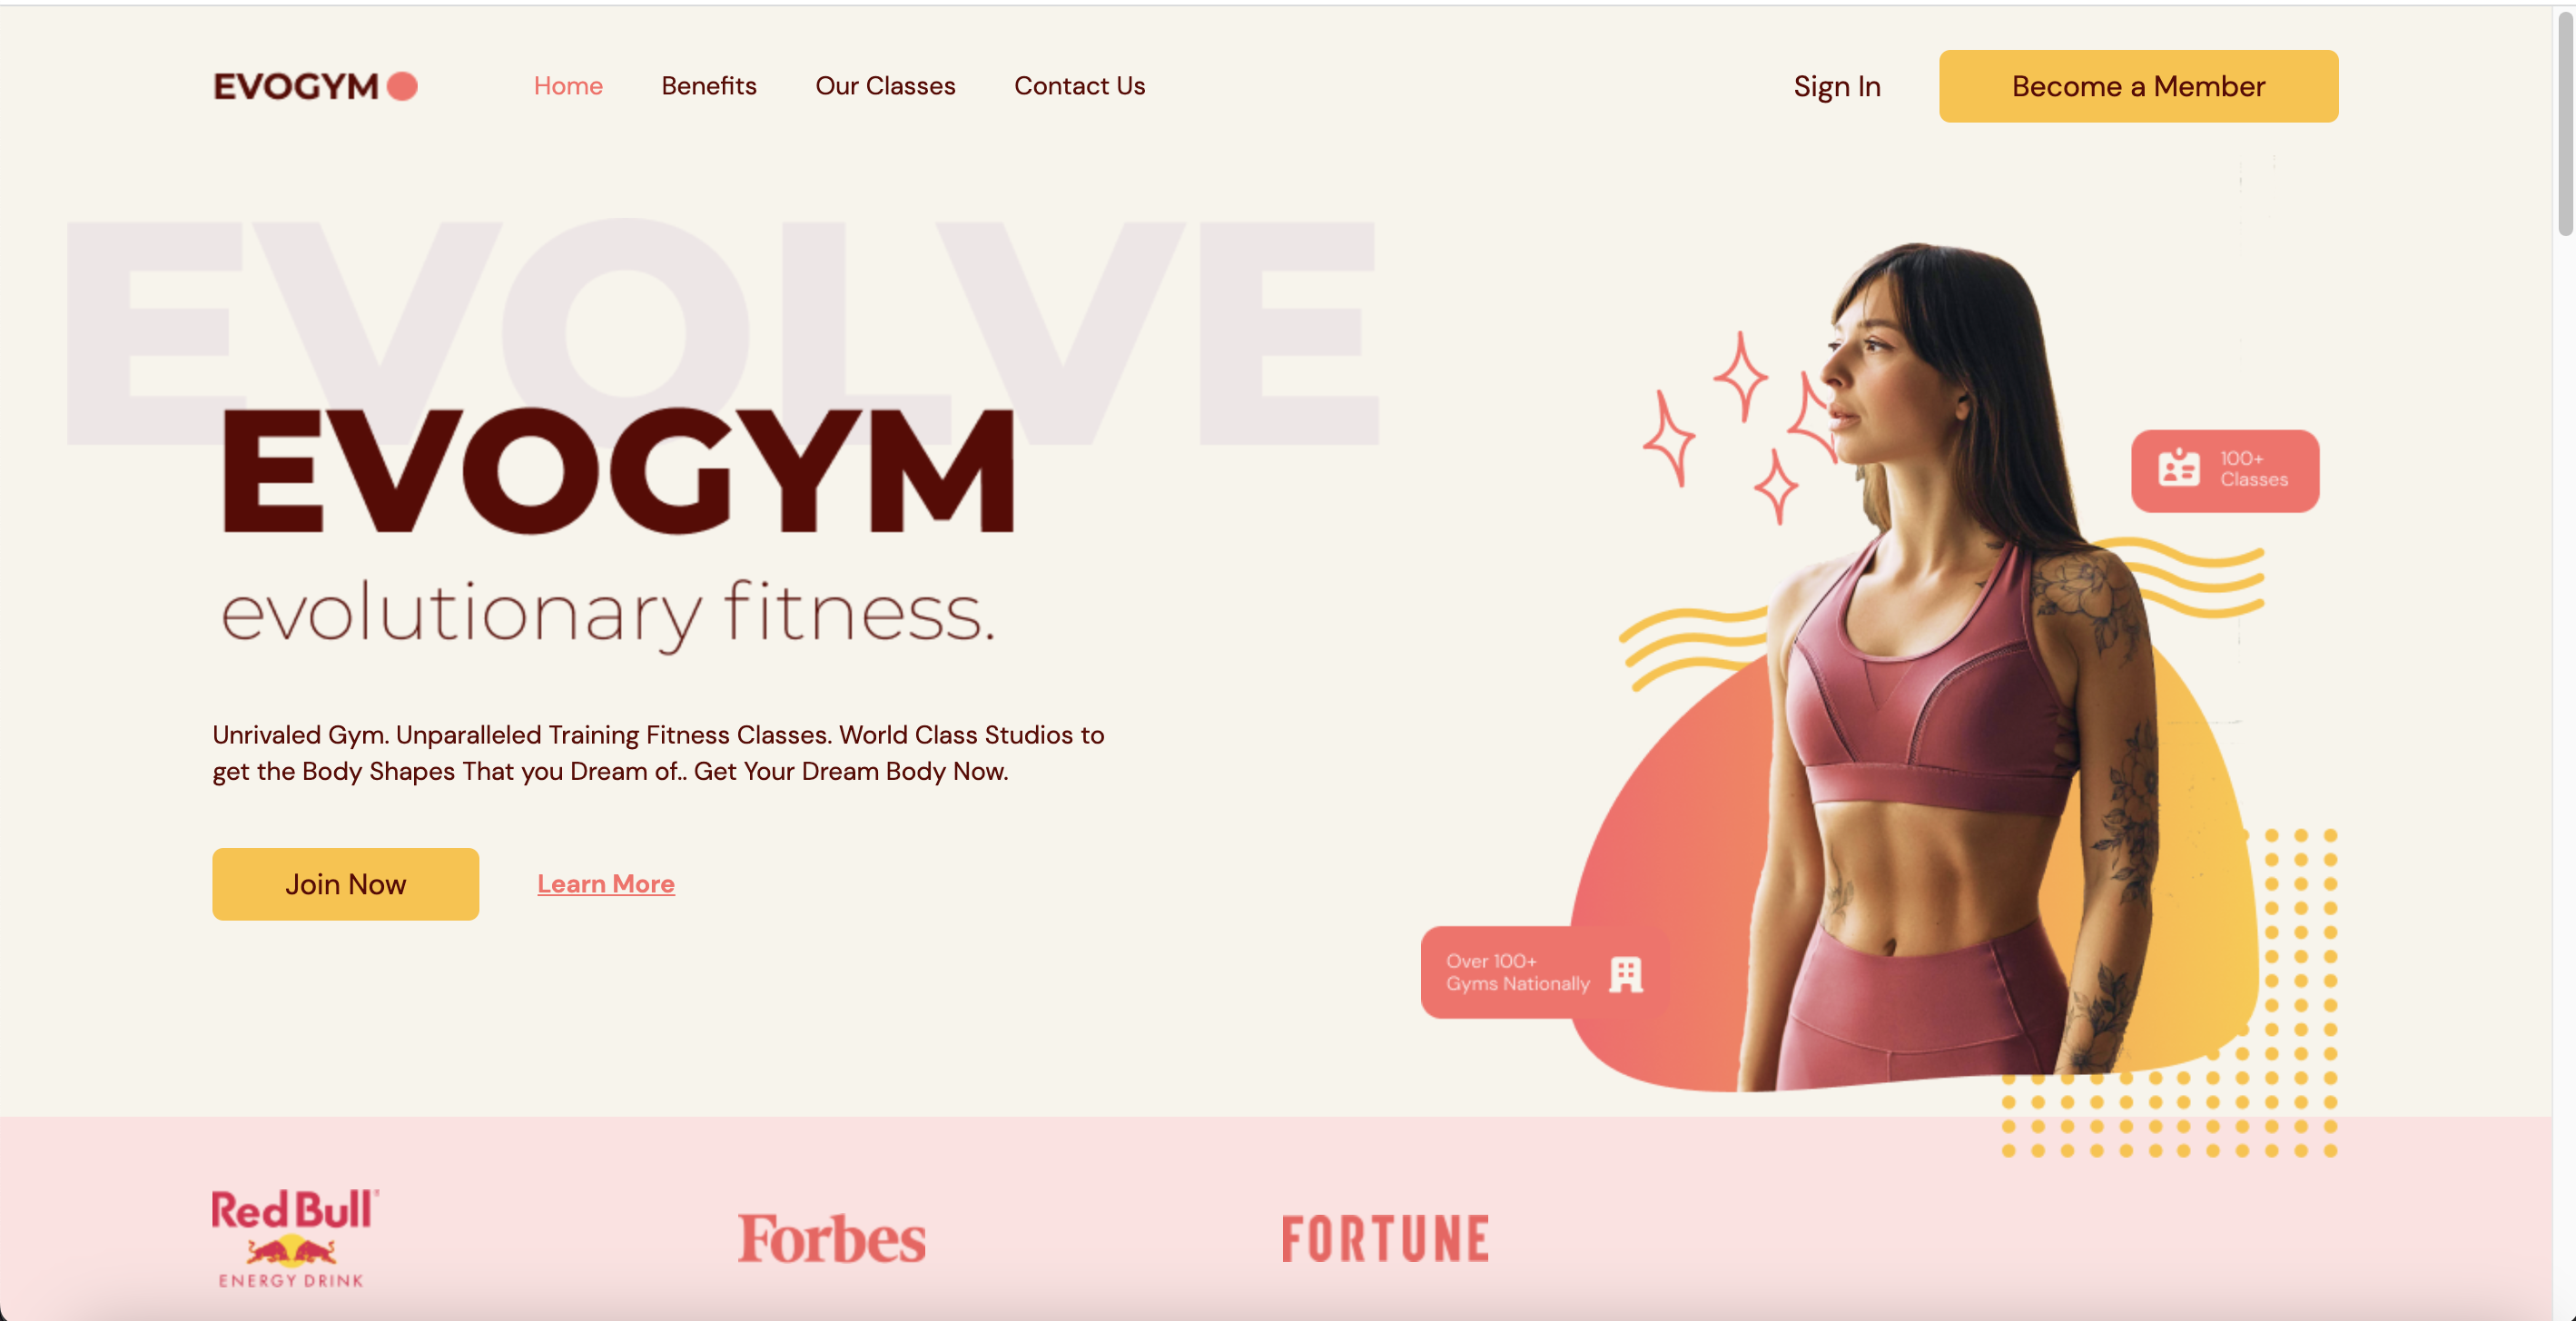 EVOGYM
Home
Benefits
Our Classes
Contact Us
Sign In
Become a Member
EVOLVE
EVOGYM
evolutionary fitness.
Unrivaled Gym. Unparalleled Training Fitness Classes. World Class Studios to
get the Body Shapes That you Dream of.. Get Your Dream Body Now.
Join Now
Learn More
100+
Classes
Over 100+
Gyms Nationally
Red Bull
ENERGY DRINK
Forbes
FORTUNE